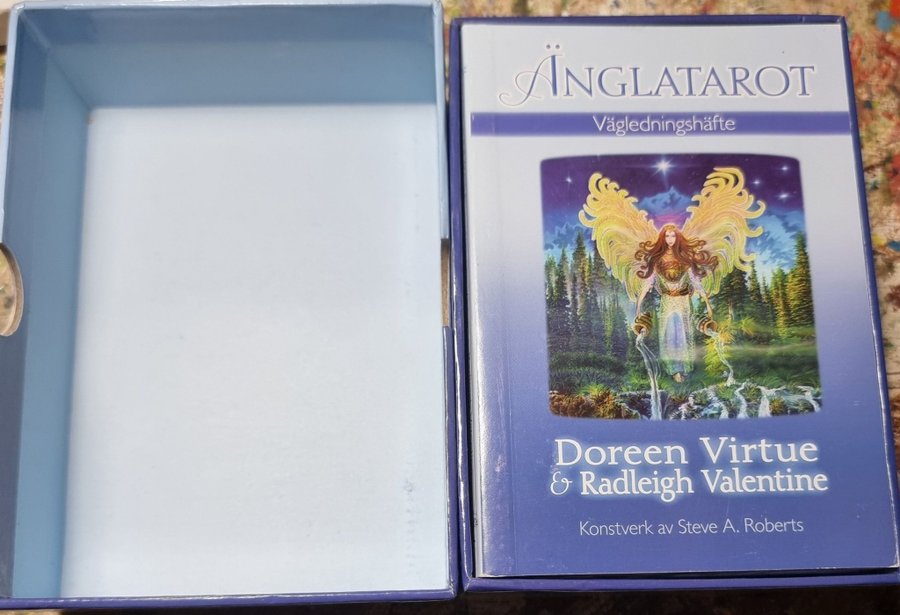 ÄNGLATAROT
Vägledningshäfte
Doreen Virtue
& Radleigh Valentine
Konstverk av Steve A. Roberts